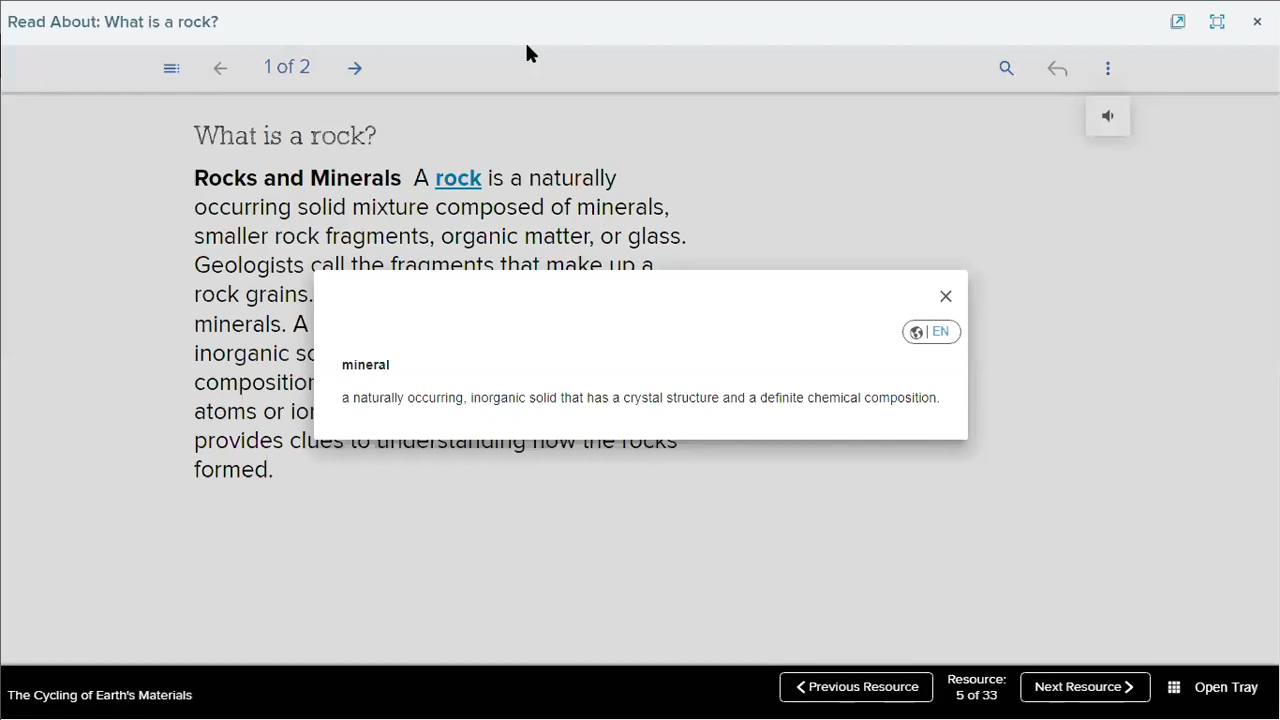 Read About: What is a rock?
1 of 2
What is a rock?
Rocks and Minerals A rock is a naturally
occurring solid mixture composed of minerals,
smaller rock fragments, organic matter, or glass.
Geologists call the fragments that make up a
rock grains.
minerals. A
inorganic
composition
atoms or
provides clues to understanding how the rocks
formed.
EN
mineral
a naturally occurring, inorganic solid that has a crystal structure and a definite chemical composition.
The Cycling of Earth's Materials
Previous Resource
Resource:
5 of 33
Next Resource
Open Tray